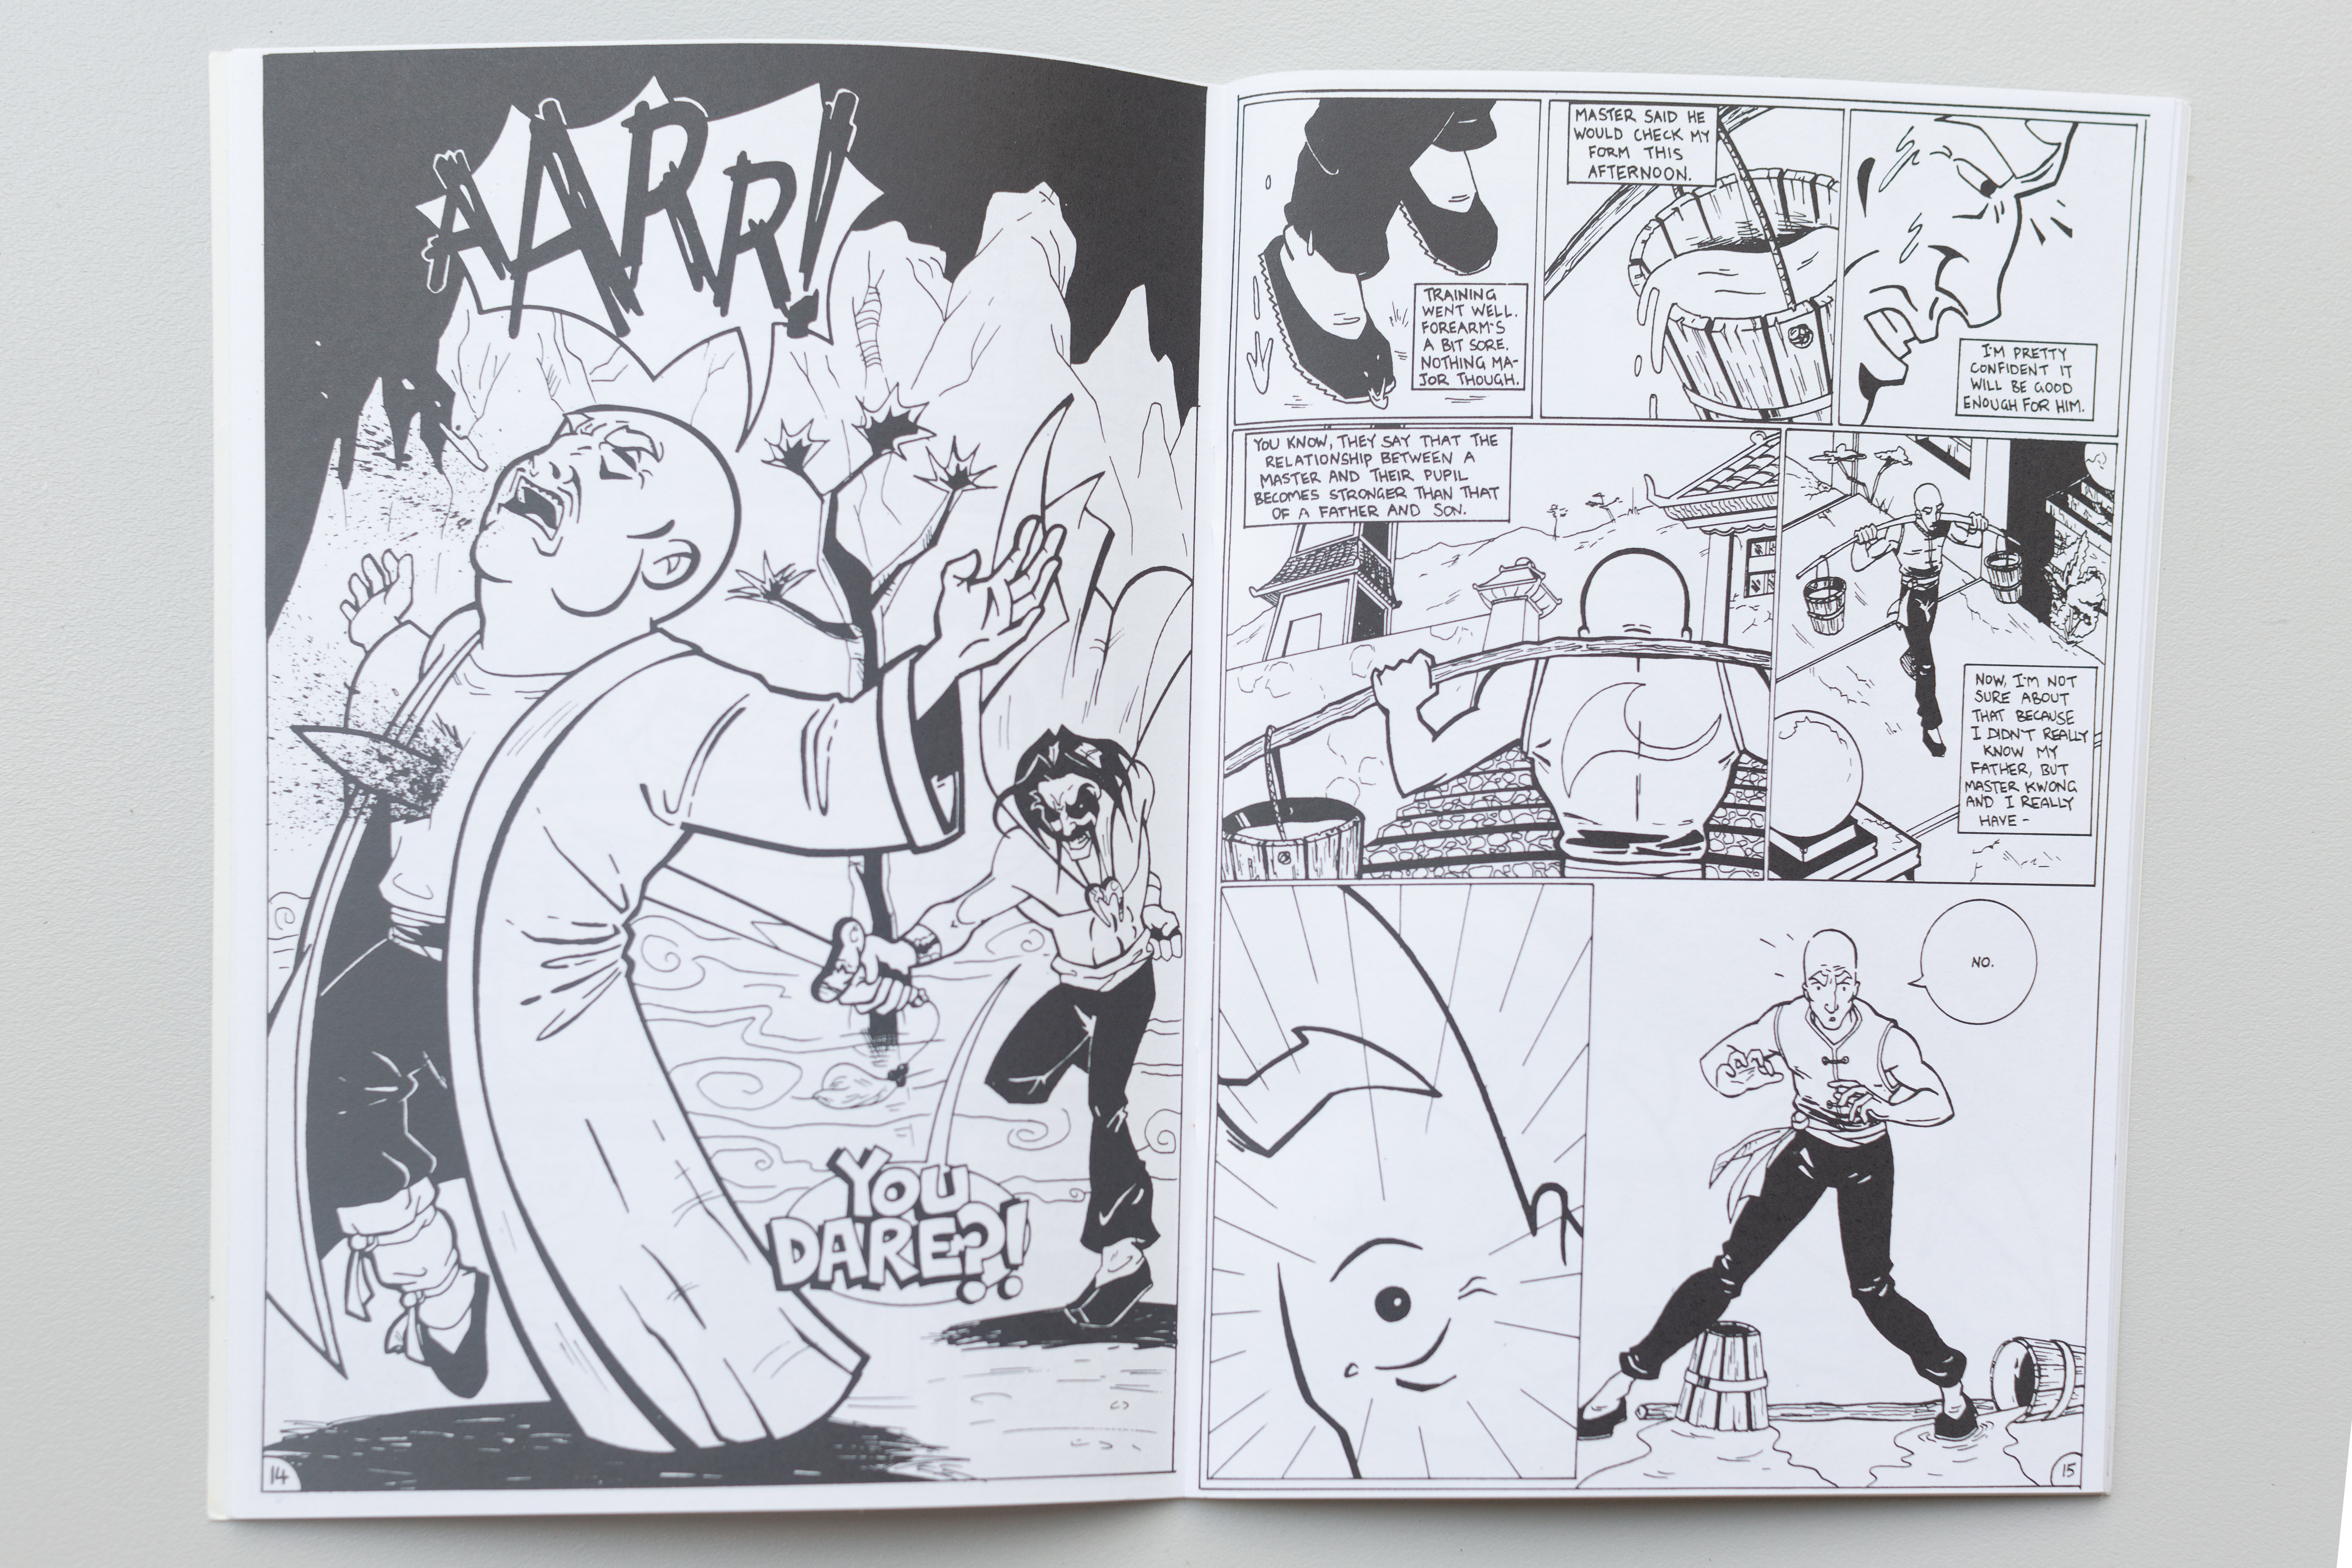 AARR!
YOU
DARE?!
14
TRAINING
WENT WELL.
FOREARM'S
A BIT SORE.
NOTHING MA-
JOR THOUGH.
MASTER SAID HE
WOULD CHECK MY
FORM THIS
AFTERNOON.
I'M PRETTY
CONFIDENT IT
WILL BE GOOD
ENOUGH FOR HIM.
YOU KNOW, THEY SAY THAT THE
RELATIONSHIP BETWEEN A
MASTER AND THEIR PUPIL
BECOMES STRONGER THAN THAT
OF A FATHER AND SON.
NOW, I'M NOT
SURE ABOUT
THAT BECAUSE
I DIDN'T REALLY
KNOW MY
FATHER, BUT
MASTER KWONG
AND I REALLY
HAVE -
NO.
15